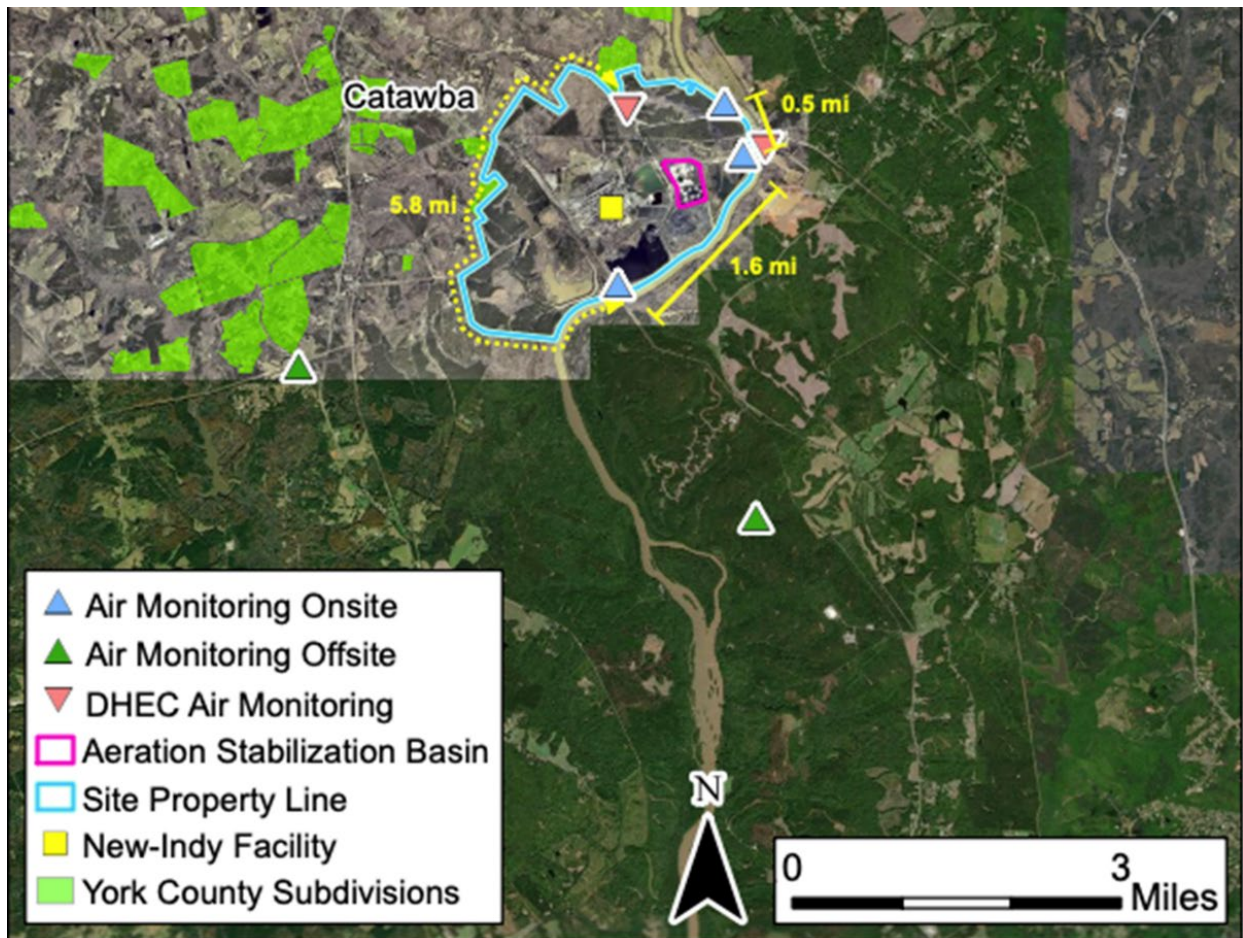 Catawba
0.5 mi
5.8 mi
1.6 mi
Air Monitoring Onsite
Air Monitoring Offsite
DHEC Air Monitoring
Aeration Stabilization Basin
Site Property Line
New-Indy Facility
York County Subdivisions
N
0 3
Miles